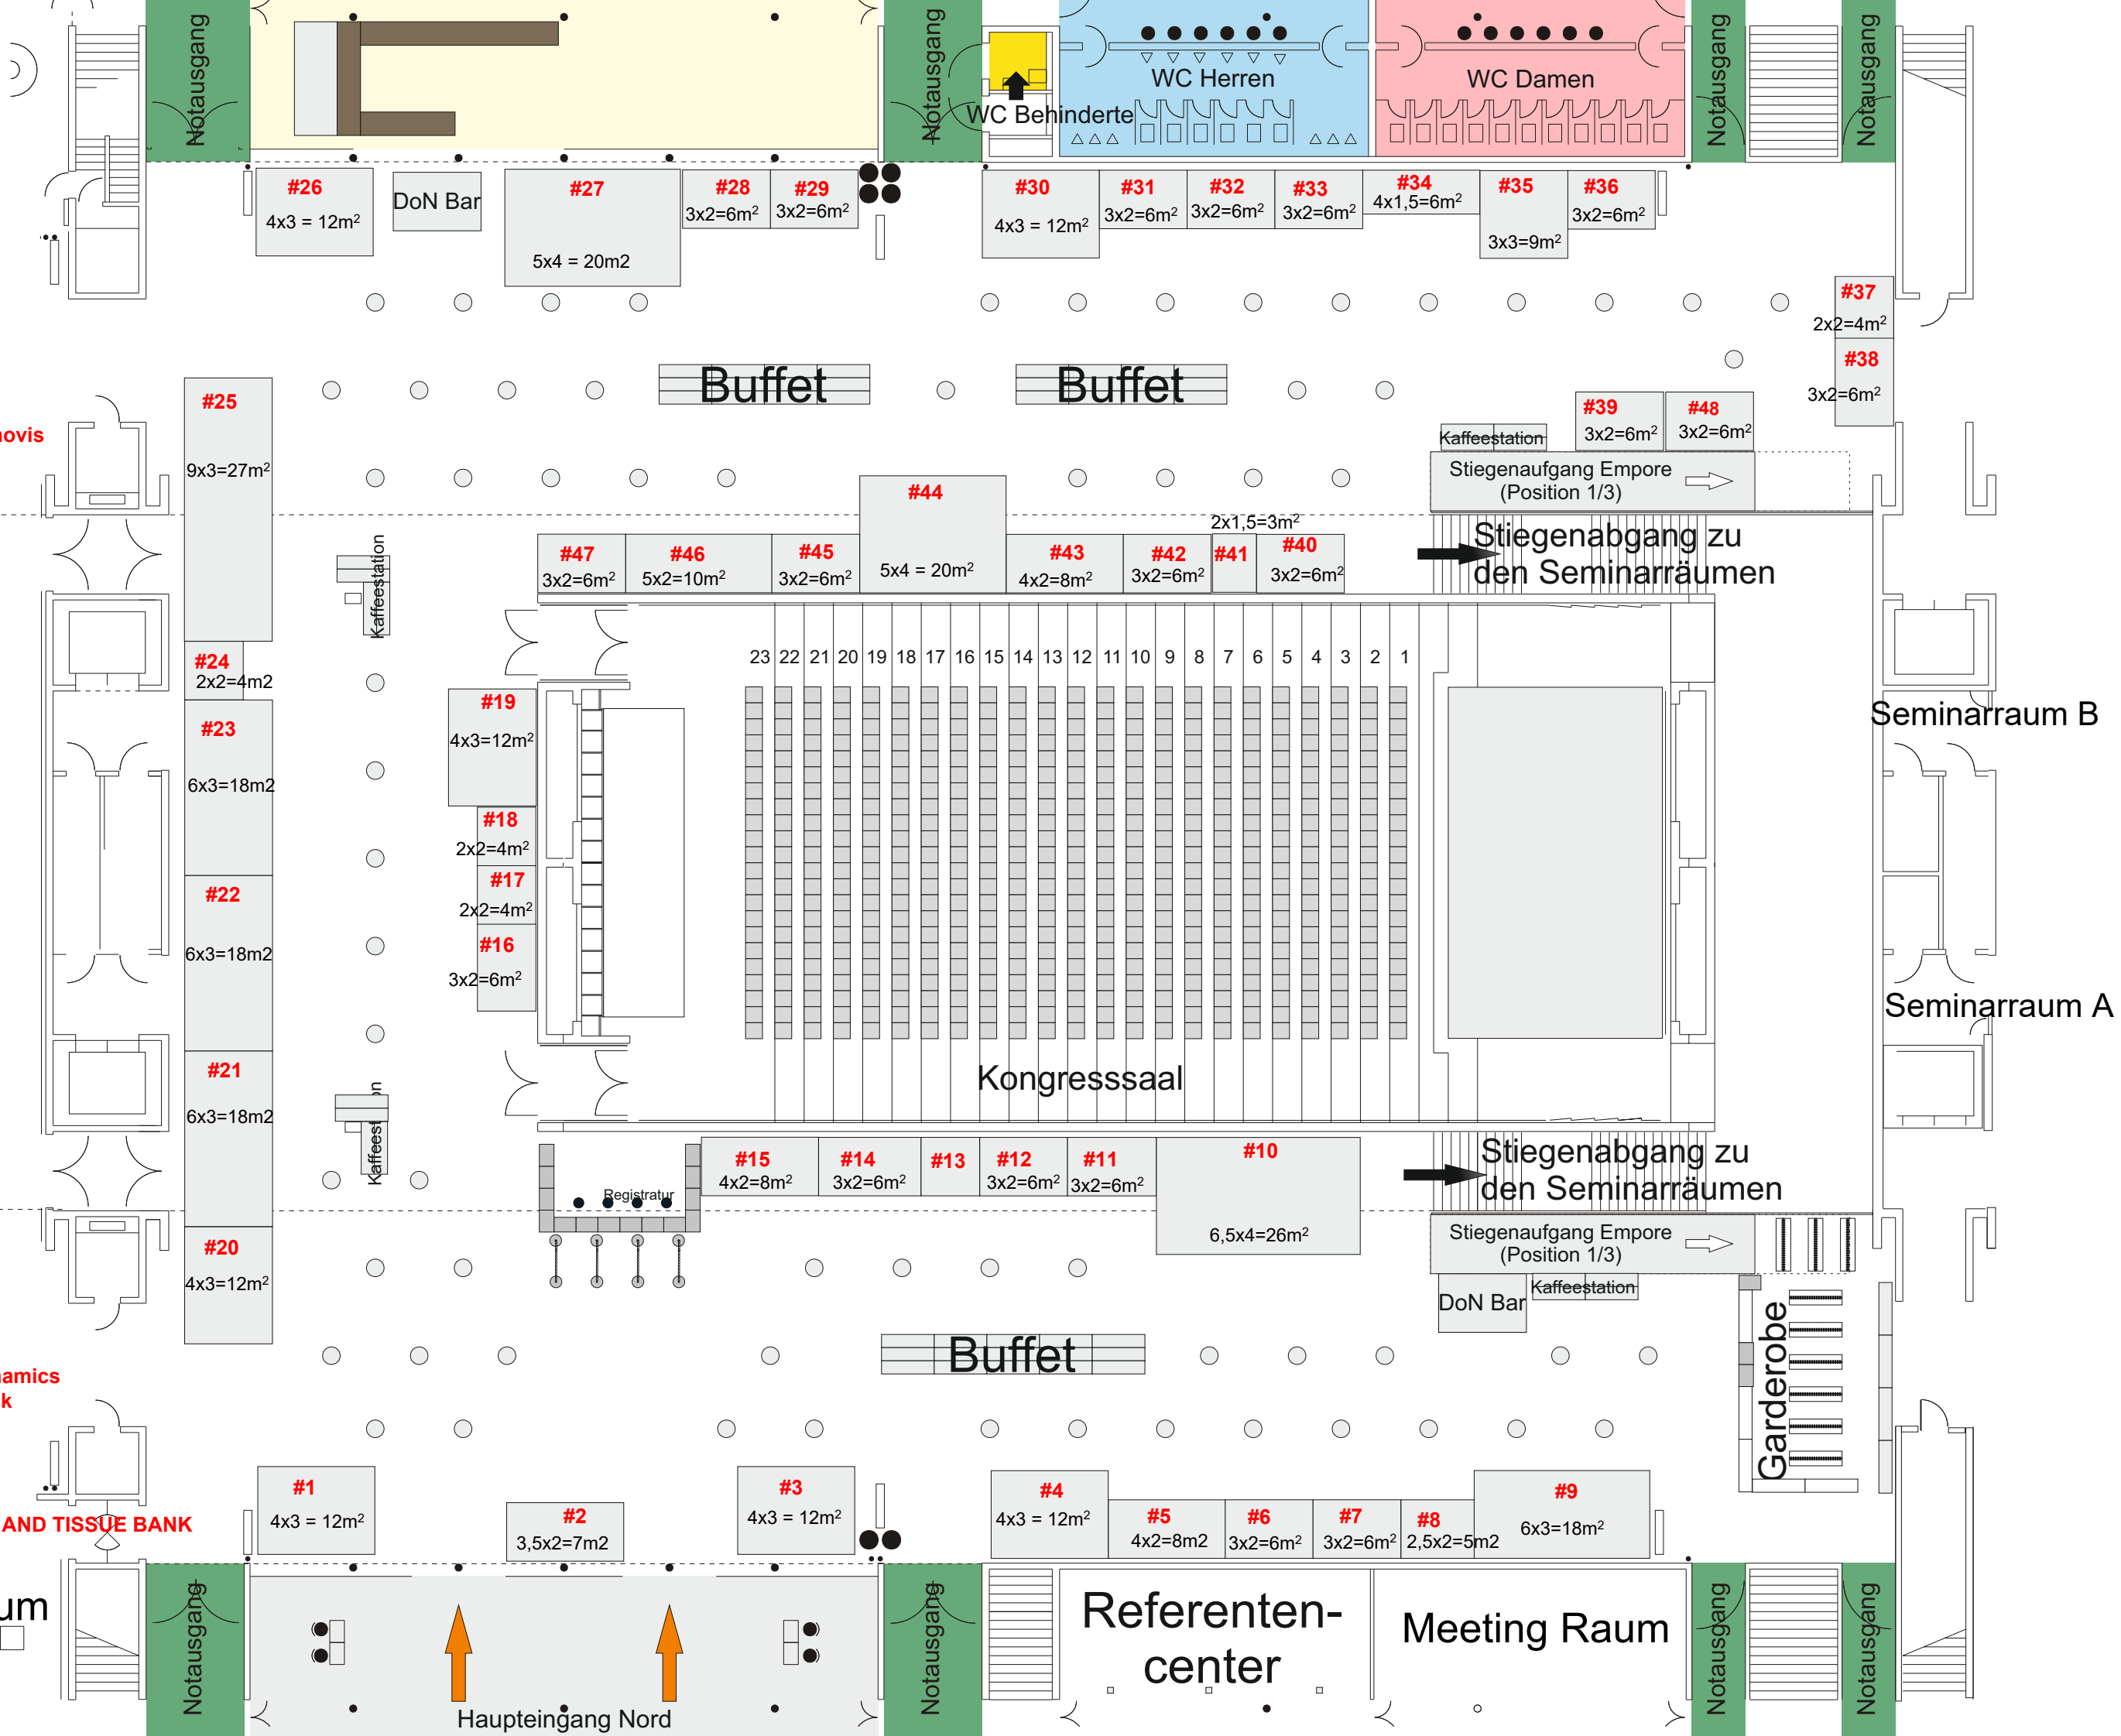 Notausgang
Notausgang
WC Behinderte
WC Herren
WC Damen
Notausgang
Notausgang
#26
4x3 = 12m²
DoN Bar
#27
5x4 = 20m2
#28
3x2=6m²
#29
3x2=6m²
#30
4x3 = 12m²
#31
3x2=6m²
#32
3x2=6m²
#33
3x2=6m²
#34
4x1,5=6m²
#35
3x3=9m²
#36
3x2=6m²
#37
2x2=4m²
#38
3x2=6m²
Buffet
Buffet
#39
3x2=6m²
#48
3x2=6m²
Kaffeestation
Stiegenaufgang Empore
(Position 1/3)
#25
9x3=27m²
#44
5x4 = 20m²
#47
3x2=6m²
#46
5x2=10m²
#45
3x2=6m²
#43
4x2=8m²
#42
3x2=6m²
2x1,5=3m²
#41
#40
3x2=6m²
Stiegenabgang zu
den Seminarräumen
Kaffeestation
#24
2x2=4m2
#23
6x3=18m2
#22
6x3=18m2
#21
6x3=18m2
#20
4x3=12m²
#19
4x3=12m²
#18
2x2=4m²
#17
2x2=4m²
#16
3x2=6m²
23 22 21 20 19 18 17 16 15 14 13 12 11 10 9 8 7 6 5 4 3 2 1
Kongresssaal
Seminarraum B
Seminarraum A
Registratur
#15
4x2=8m²
#14
3x2=6m²
#13
#12
3x2=6m²
#11
3x2=6m²
#10
6,5x4=26m²
Stiegenabgang zu
den Seminarräumen
Stiegenaufgang Empore
(Position 1/3)
DoN Bar
Kaffeestation
Garderobe
Buffet
#1
4x3 = 12m²
#2
3,5x2=7m2
#3
4x3 = 12m²
#4
4x3 = 12m²
#5
4x2=8m2
#6
3x2=6m²
#7
3x2=6m²
#8
2,5x2=5m2
#9
6x3=18m²
AND TISSUE BANK
Notausgang
Haupteingang Nord
Notausgang
Referenten-
center
Meeting Raum
Notausgang
Notausgang